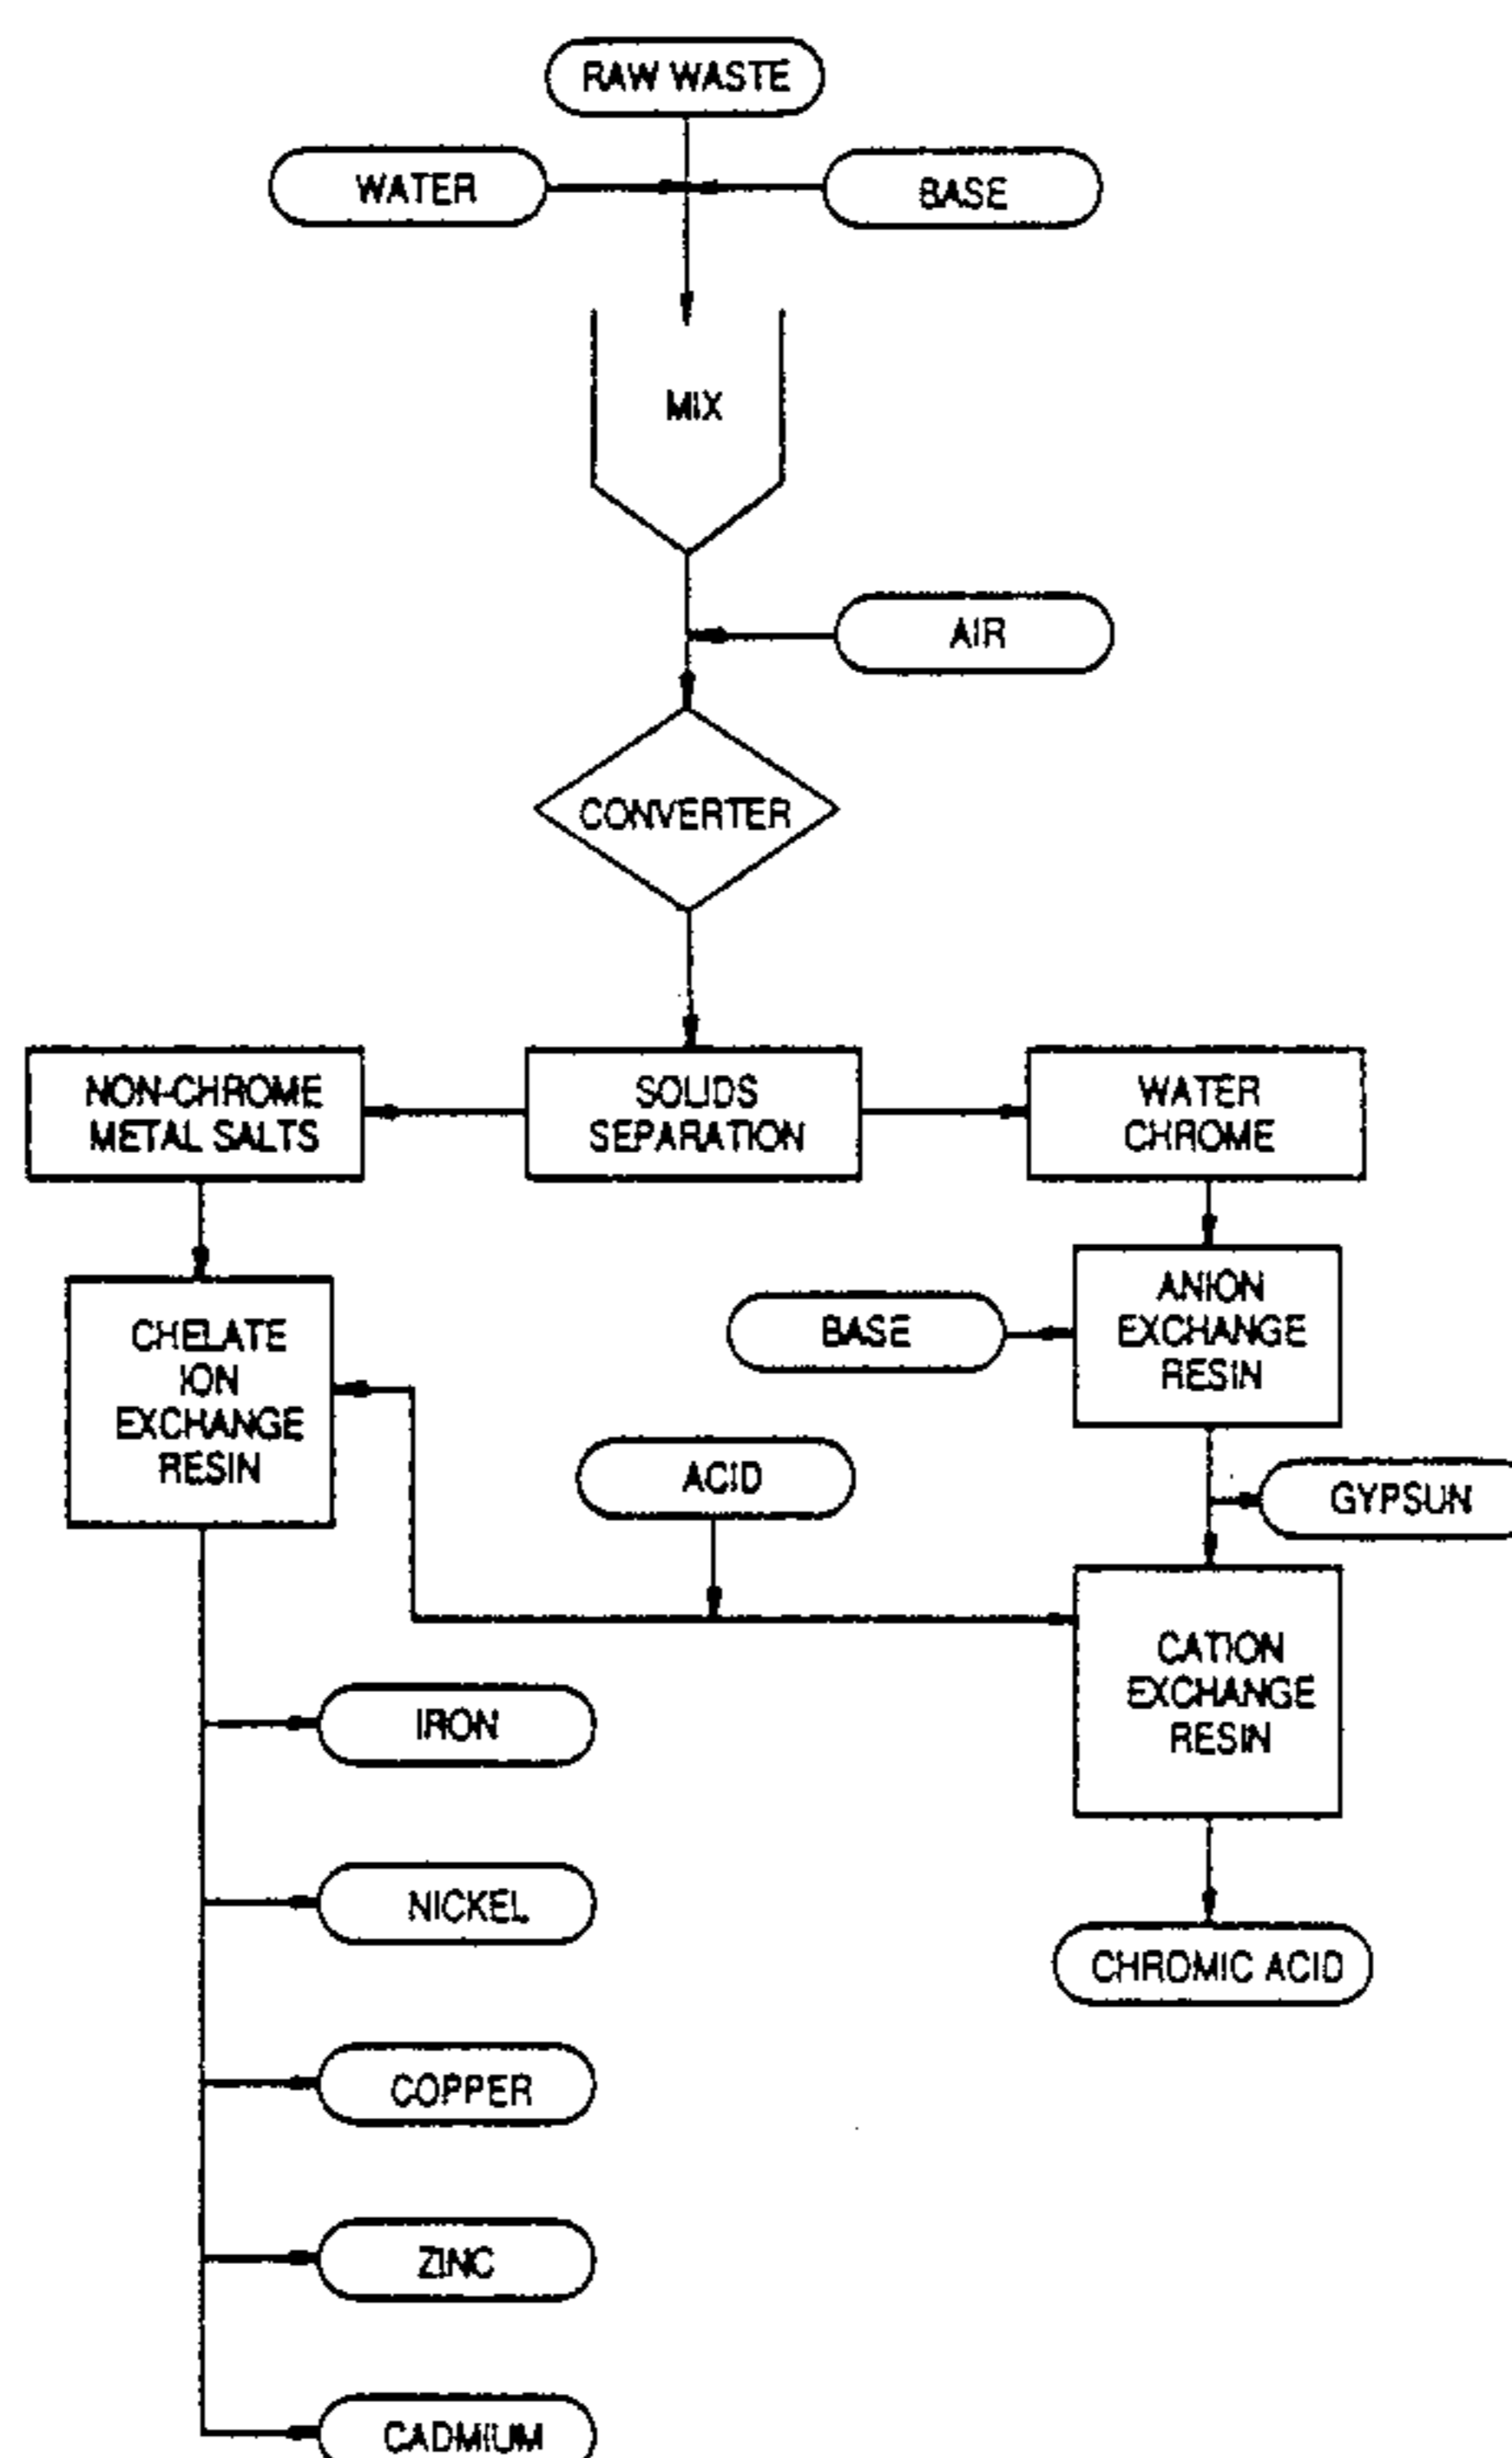 RAW WASTE
WATER
BASE
MIX
AIR
CONVERTER
NON-CHROME
METAL SALTS
SOLIDS
SEPARATION
WATER
CHROME
CHELATE
ION
EXCHANGE
RESIN
BASE
ANION
EXCHANGE
RESIN
ACID
GYPSUN
CATION
EXCHANGE
RESIN
IRON
NICKEL
CHROMIC ACID
COPPER
ZINC
CADMIUM